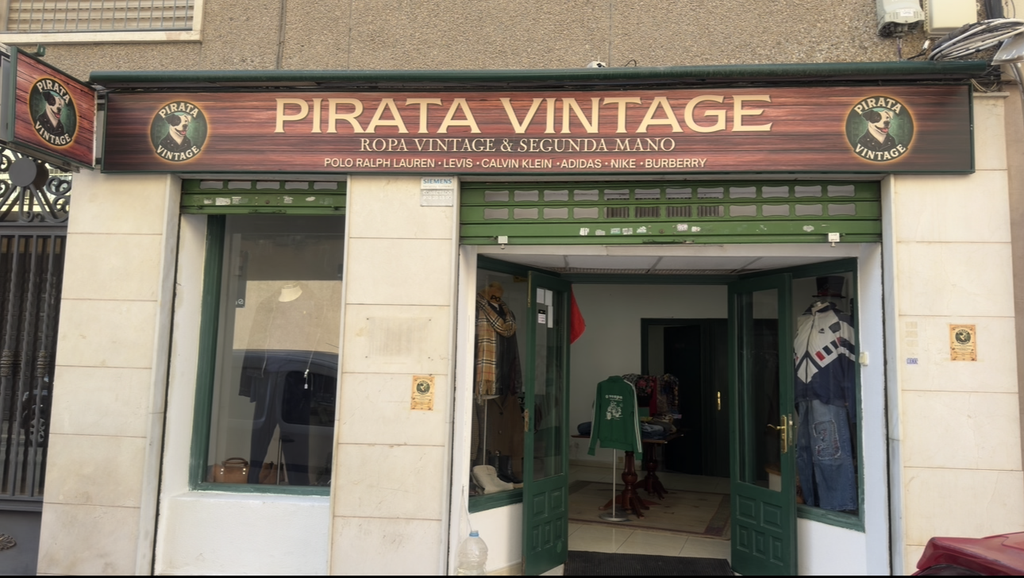 PIRATA
VINTAGE
PIRATA
VINTAGE
PIRATA VINTAGE
ROPA VINTAGE & SEGUNDA MANO
POLO RALPH LAUREN · LEVIS · CALVIN KLEIN · ADIDAS · NIKE · BURBERRY
PIRATA
VINTAGE
SIEMENS